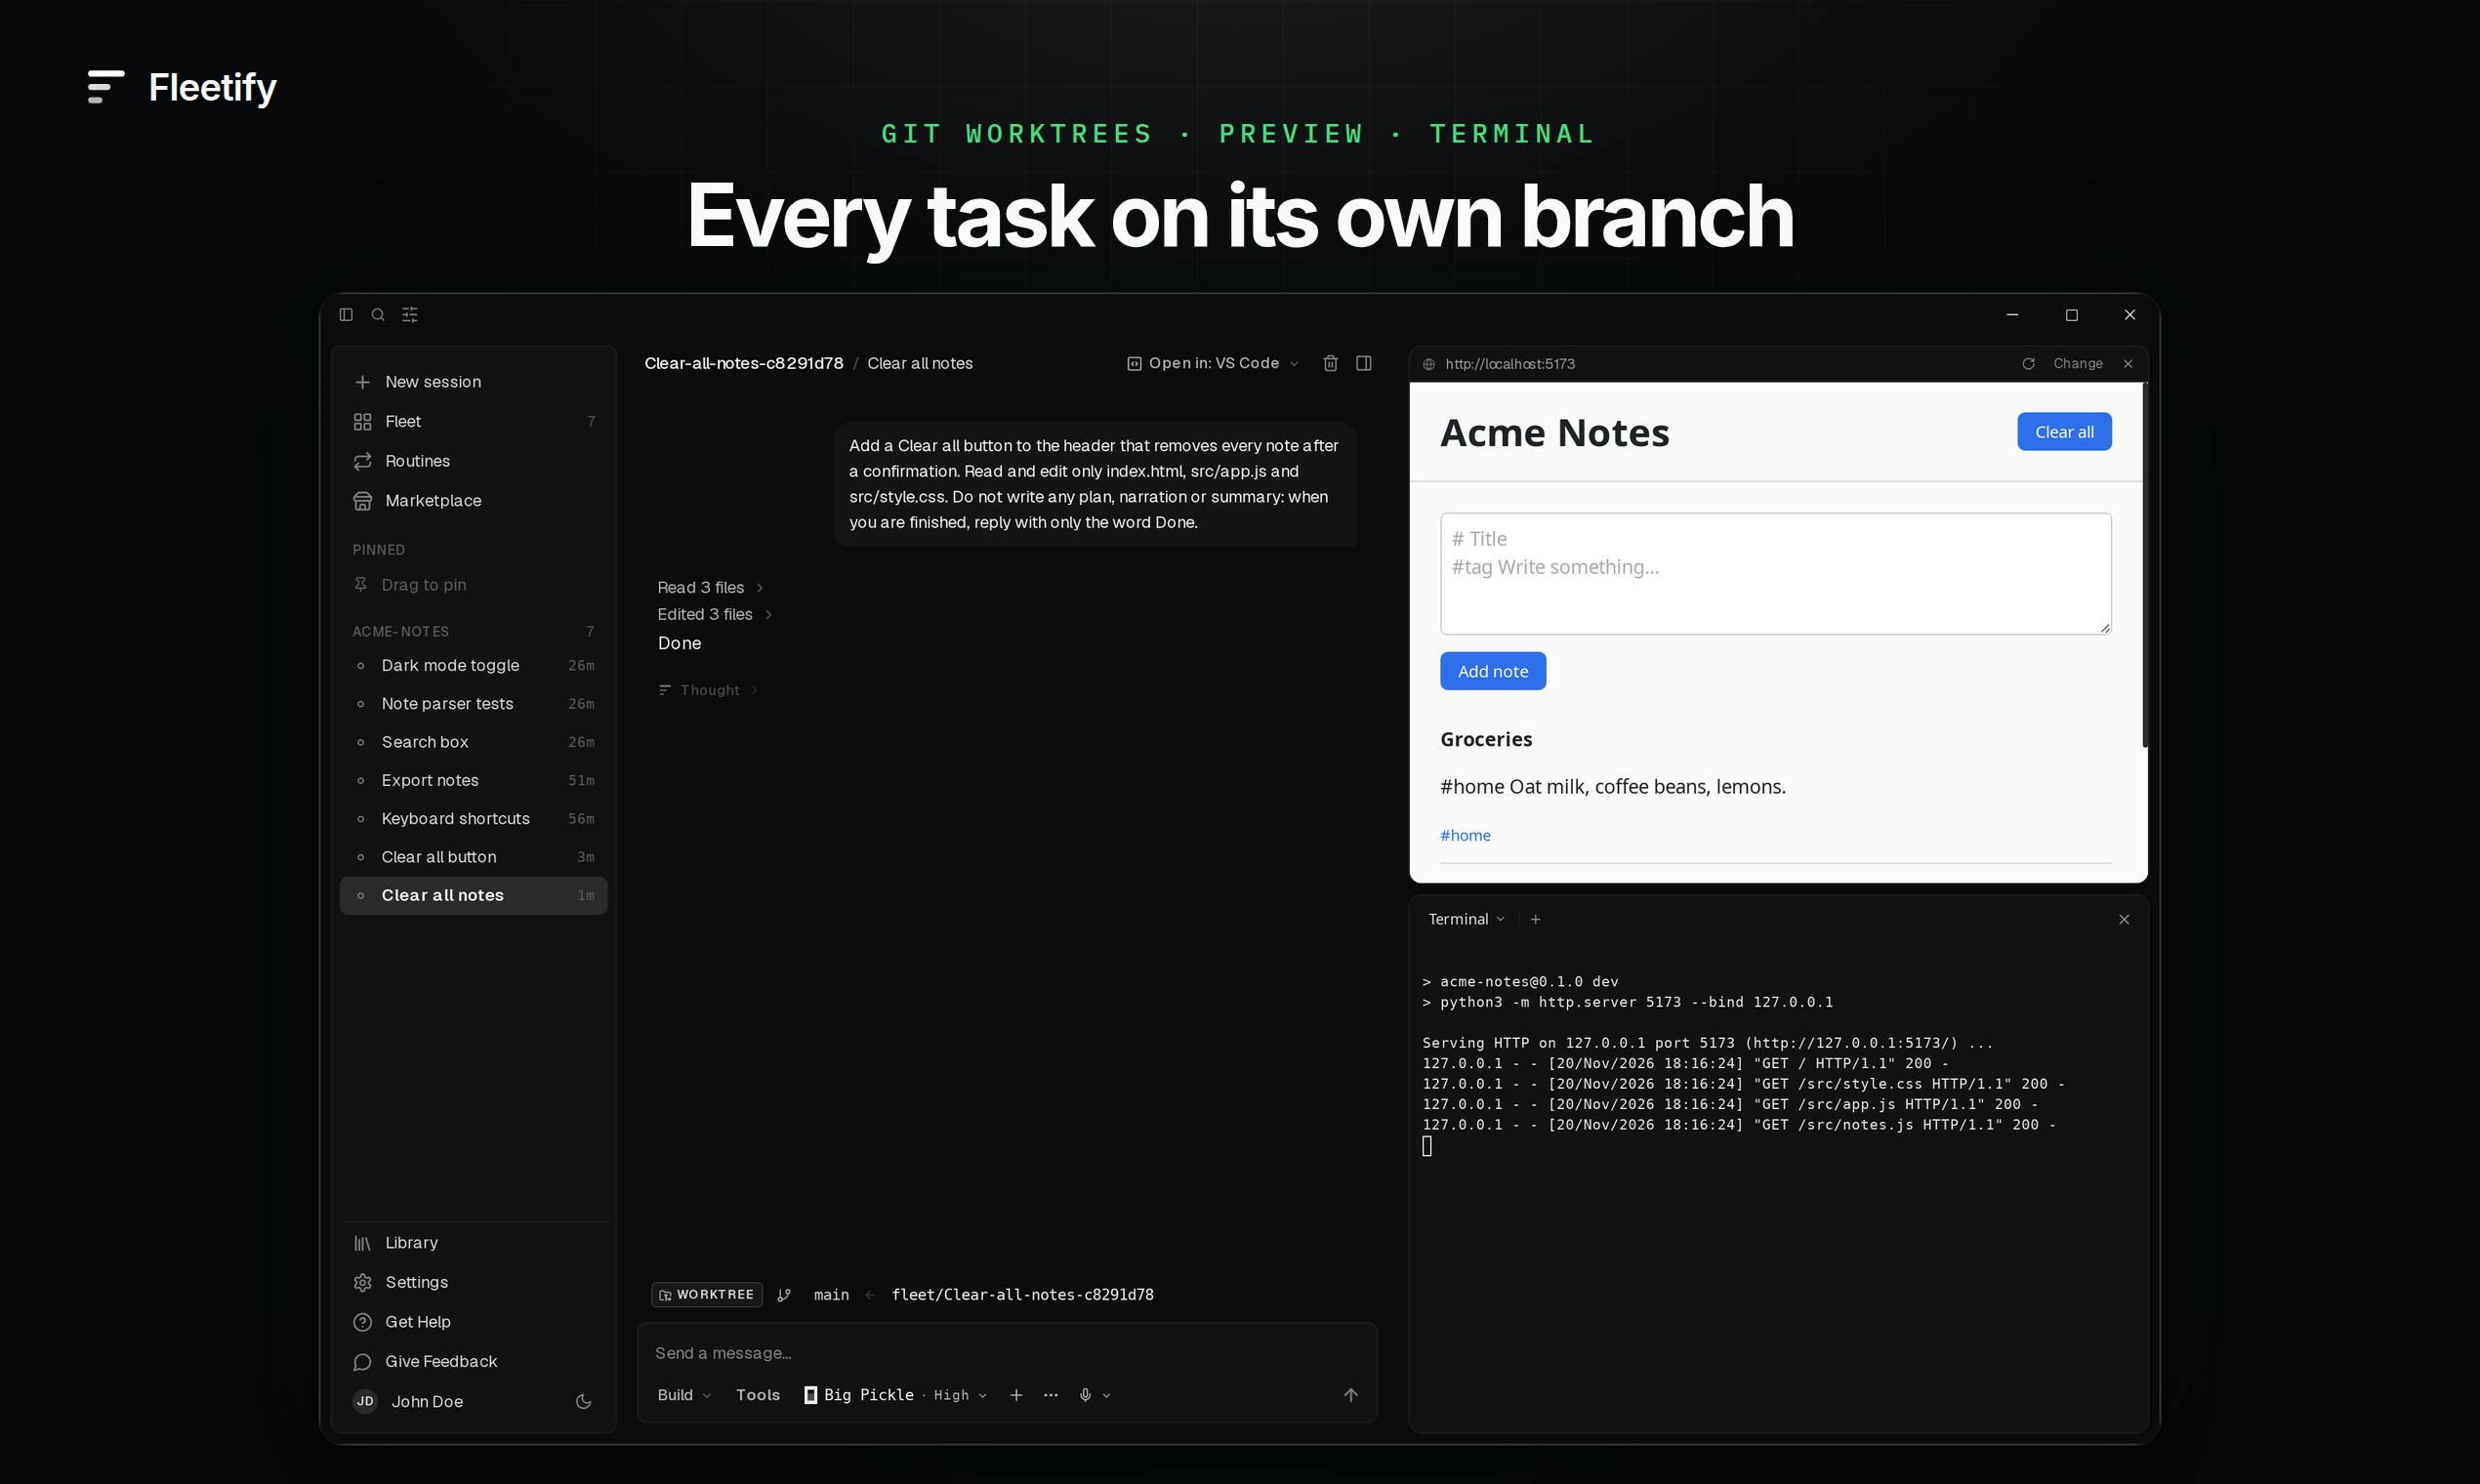 Fleetify
GIT WORKTREES · PREVIEW · TERMINAL
Every task on its own branch
New session
Fleet 7
Routines
Marketplace
PINNED
Drag to pin
ACME-NOTES 7
Dark mode toggle 26m
Note parser tests 26m
Search box 26m
Export notes 51m
Keyboard shortcuts 56m
Clear all button 3m
Clear all notes 1m
Library
Settings
Get Help
Give Feedback
JD John Doe
Clear-all-notes-c8291d78 / Clear all notes
Open in: VS Code
Add a Clear all button to the header that removes every note after
a confirmation. Read and edit only index.html, src/app.js and
src/style.css. Do not write any plan, narration or summary: when
you are finished, reply with only the word Done.
Read 3 files
Edited 3 files
Done
Thought
WORKTREE main ← fleet/Clear-all-notes-c8291d78
Send a message...
Build Tools Big Pickle · High
http://localhost:5173 Change
Acme Notes Clear all
# Title
#tag Write something...
Add note
Groceries
#home Oat milk, coffee beans, lemons.
#home
Terminal
> acme-notes@0.1.0 dev
> python3 -m http.server 5173 --bind 127.0.0.1
Serving HTTP on 127.0.0.1 port 5173 (http://127.0.0.1:5173/) ...
127.0.0.1 - - [20/Nov/2026 18:16:24] "GET / HTTP/1.1" 200 -
127.0.0.1 - - [20/Nov/2026 18:16:24] "GET /src/style.css HTTP/1.1" 200 -
127.0.0.1 - - [20/Nov/2026 18:16:24] "GET /src/app.js HTTP/1.1" 200 -
127.0.0.1 - - [20/Nov/2026 18:16:24] "GET /src/notes.js HTTP/1.1" 200 -